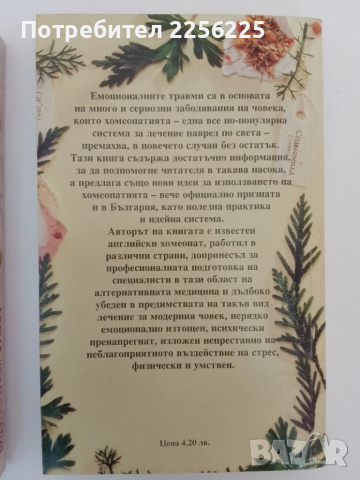 Потребител 2256215
Емоционалните травми са в основата
на много и сериозни заболявания на човека,
които хомеопатията – една все по-популярна
система за лечение навред по света –
премахва, в повечето случаи без остатък.
Тази книга съдържа достатъчно информация,
за да подпомогне читателя в такава насока,
а предлага също нови идеи за използването на
хомеопатията – вече официално призната
и в България, като полезна практика
и идейна система.
Авторът на книгата е известен
английски хомеопат, работил в
различни страни, допринесъл за
професионалната подготовка на
специалисти в тази област на
алтернативната медицина и дълбоко
убеден в предимствата на такъв вид
лечение за модерния човек, нерядко
емоционално изтощен, психически
пренапрегнат, изложен непрестанно на
неблагоприятното въздействие на стрес,
физически и умствен.
Цена 4.20 лв.
BAZAR